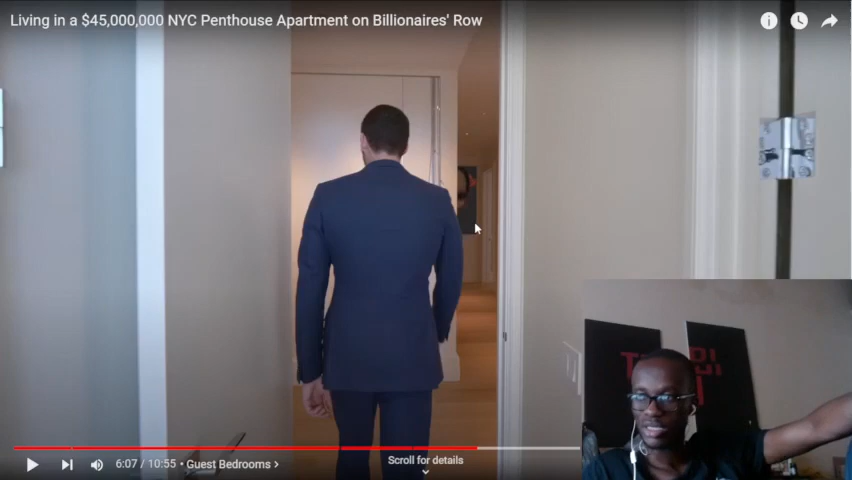 Living in a $45,000,000 NYC Penthouse Apartment on Billionaires' Row
6:07 / 10:55 • Guest Bedrooms >
Scroll for details